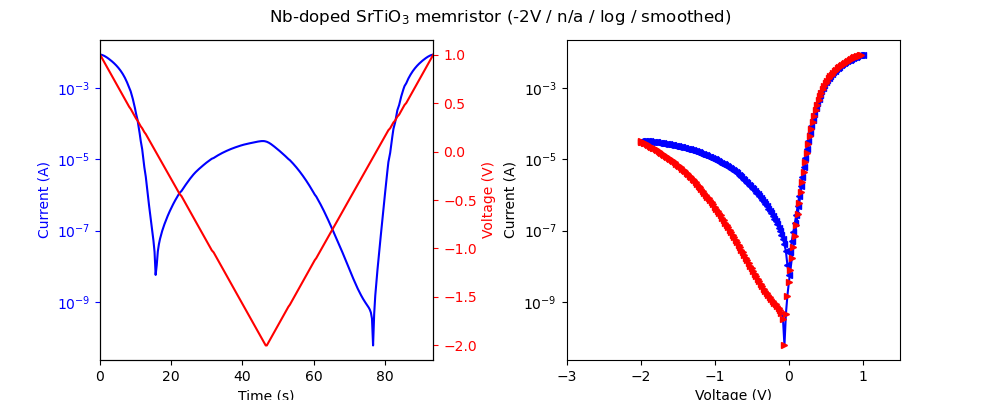 Nb-doped SrTiO₃ memristor (-2V / n/a / log / smoothed)
Current (A)
10⁻³
10⁻⁵
10⁻⁷
10⁻⁹
0 20 40 60 80
Time (s)
1.0
0.5
0.0
−0.5
−1.0
−1.5
−2.0
Voltage (V)
Current (A)
10⁻³
10⁻⁵
10⁻⁷
10⁻⁹
−3 −2 −1 0 1
Voltage (V)